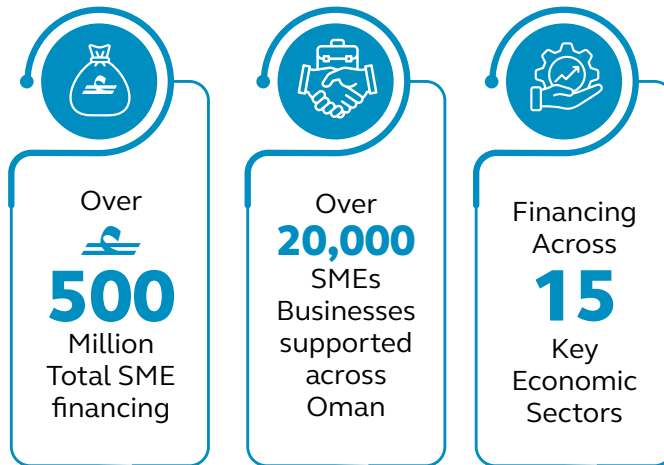 Over
500
Million
Total SME
financing
Over
20,000
SMEs
Businesses
supported
across
Oman
Financing
Across
15
Key
Economic
Sectors